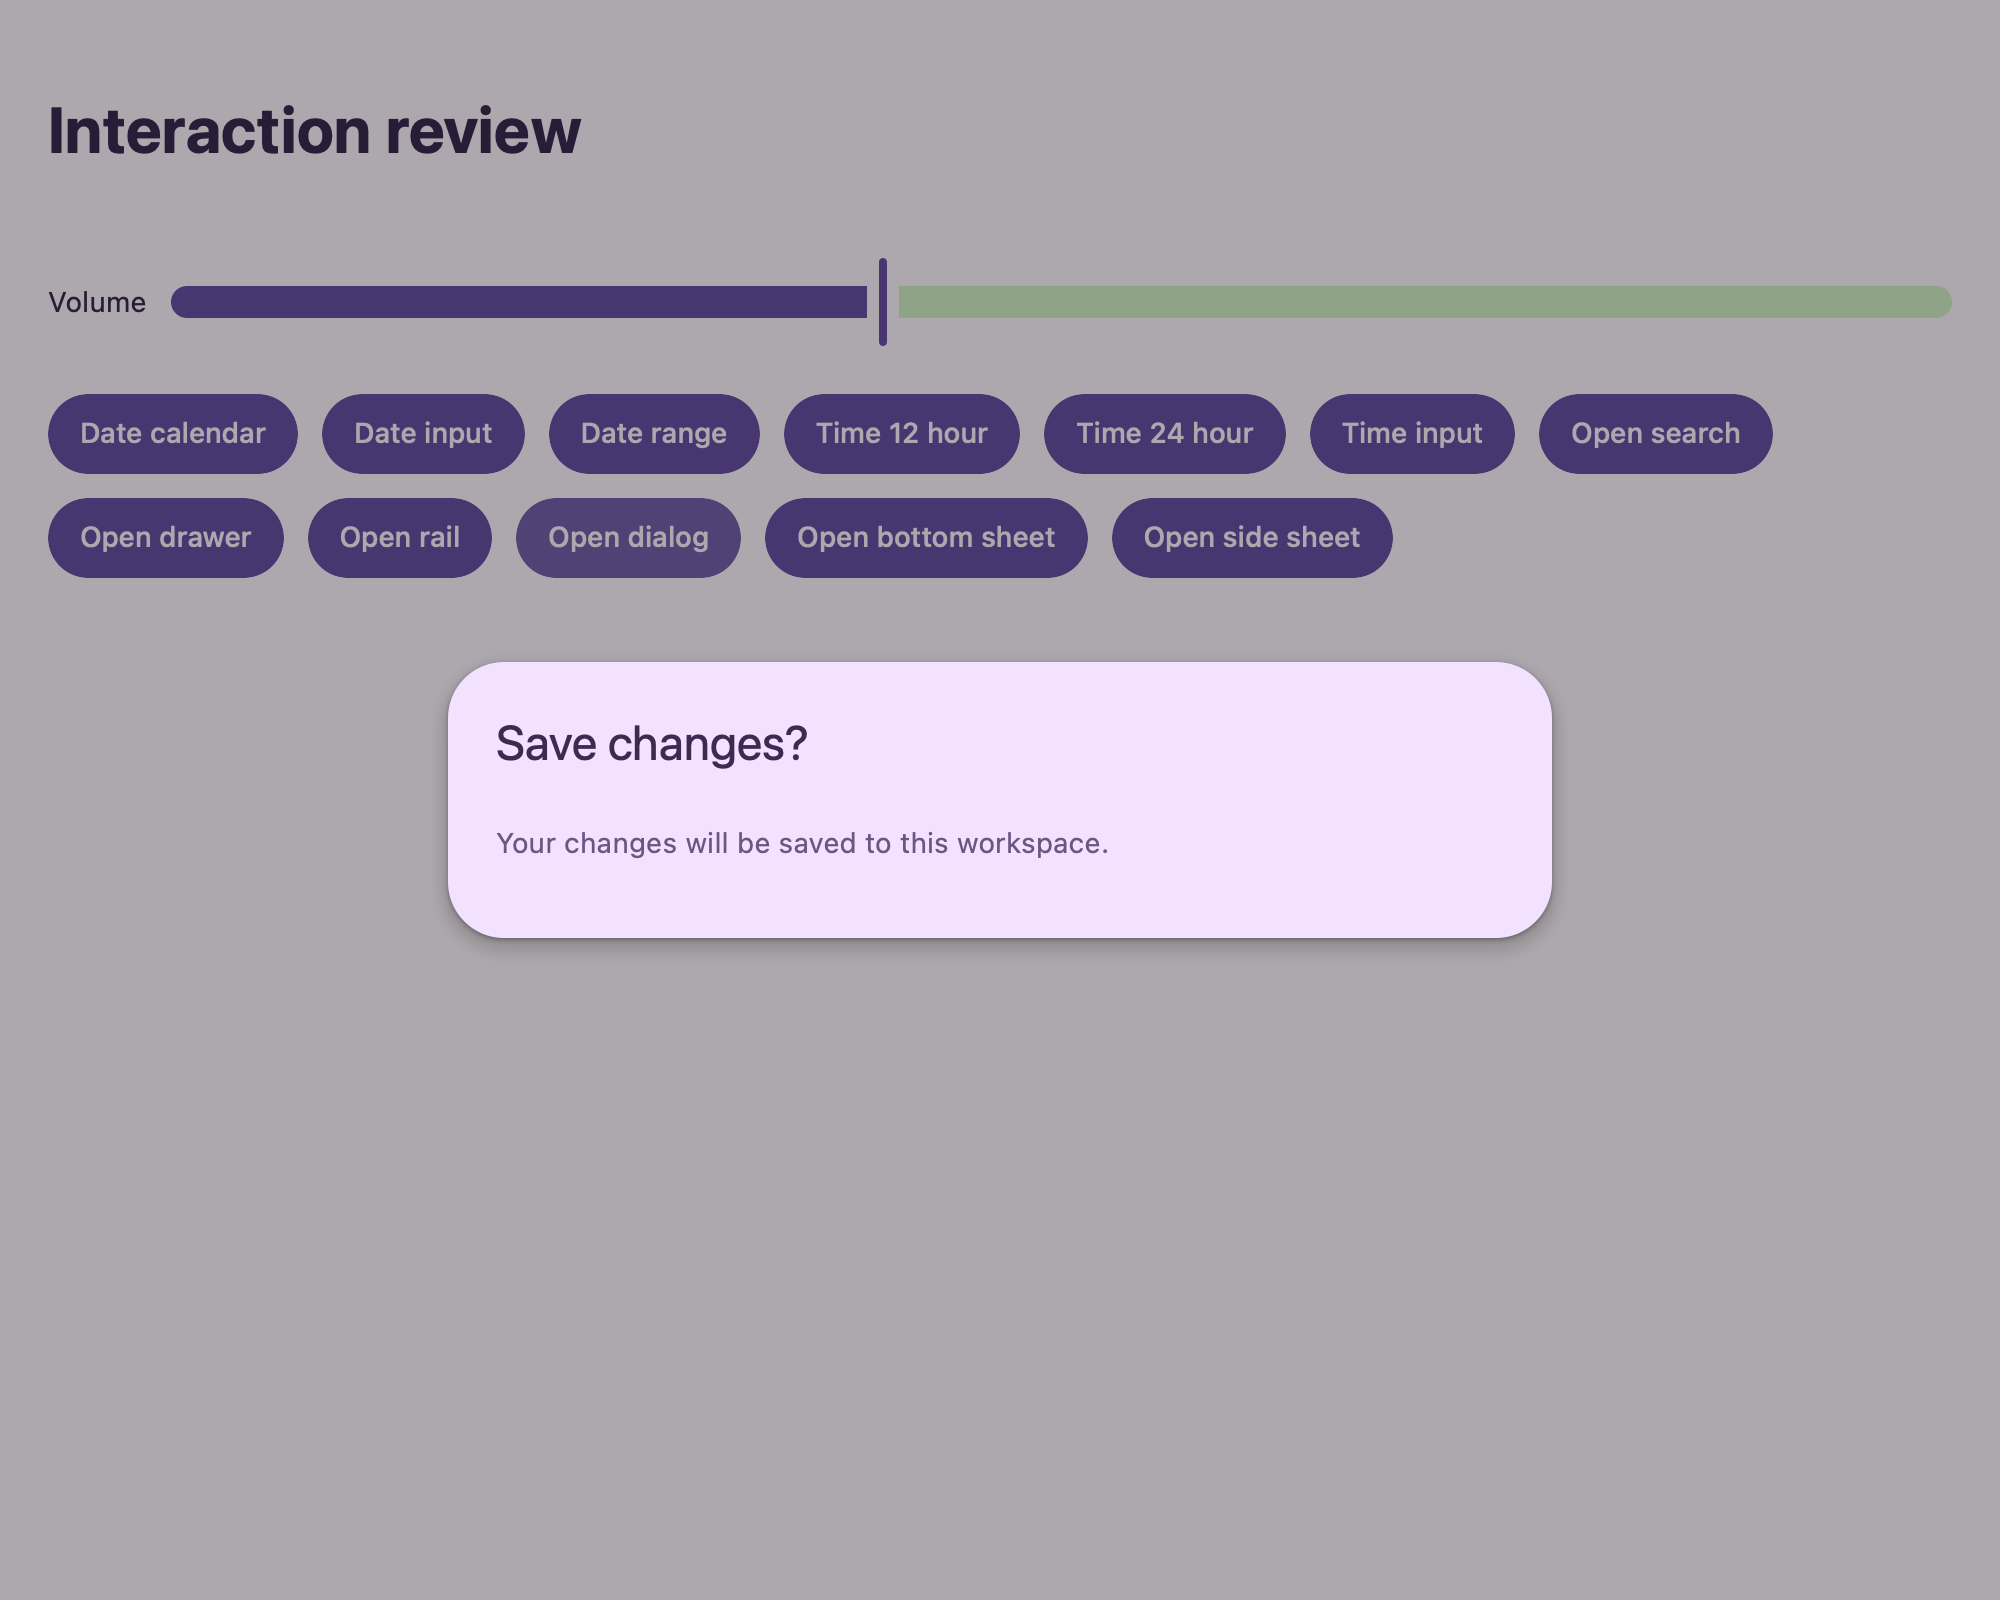 Interaction review
Volume
Date calendar Date input Date range Time 12 hour Time 24 hour Time input Open search
Open drawer Open rail Open dialog Open bottom sheet Open side sheet
Save changes?
Your changes will be saved to this workspace.